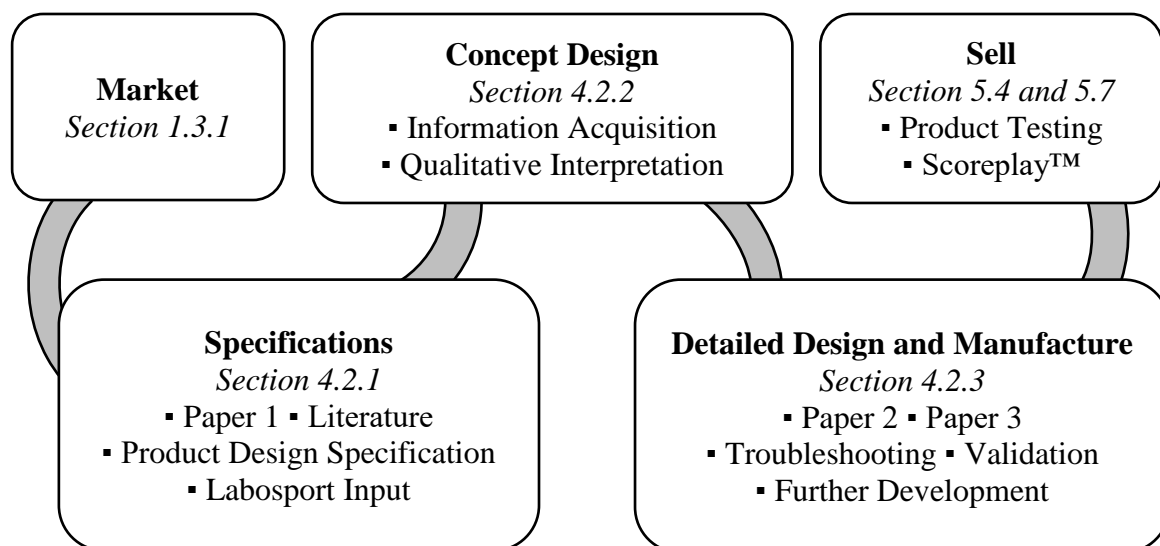 Market
Section 1.3.1
Concept Design
Section 4.2.2
▪ Information Acquisition
▪ Qualitative Interpretation
Sell
Section 5.4 and 5.7
▪ Product Testing
▪ Scoreplay™
Specifications
Section 4.2.1
▪ Paper 1 ▪ Literature
▪ Product Design Specification
▪ Labosport Input
Detailed Design and Manufacture
Section 4.2.3
▪ Paper 2 ▪ Paper 3
▪ Troubleshooting ▪ Validation
▪ Further Development